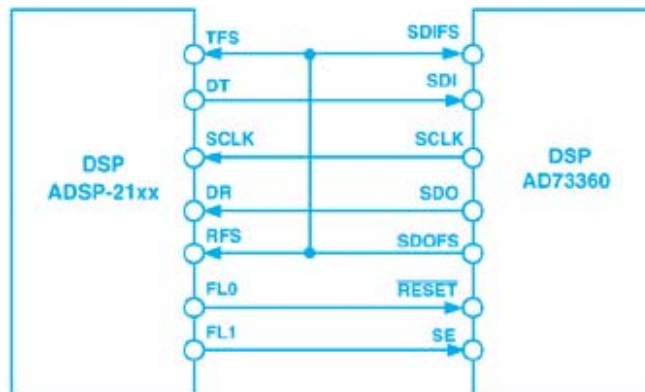 TFS SDIFS
DT SDI
SCLK SCLK
DSP
ADSP-21xx
DSP
AD73360
DR SDO
RFS SDOFS
FL0 RESET
FL1 SE